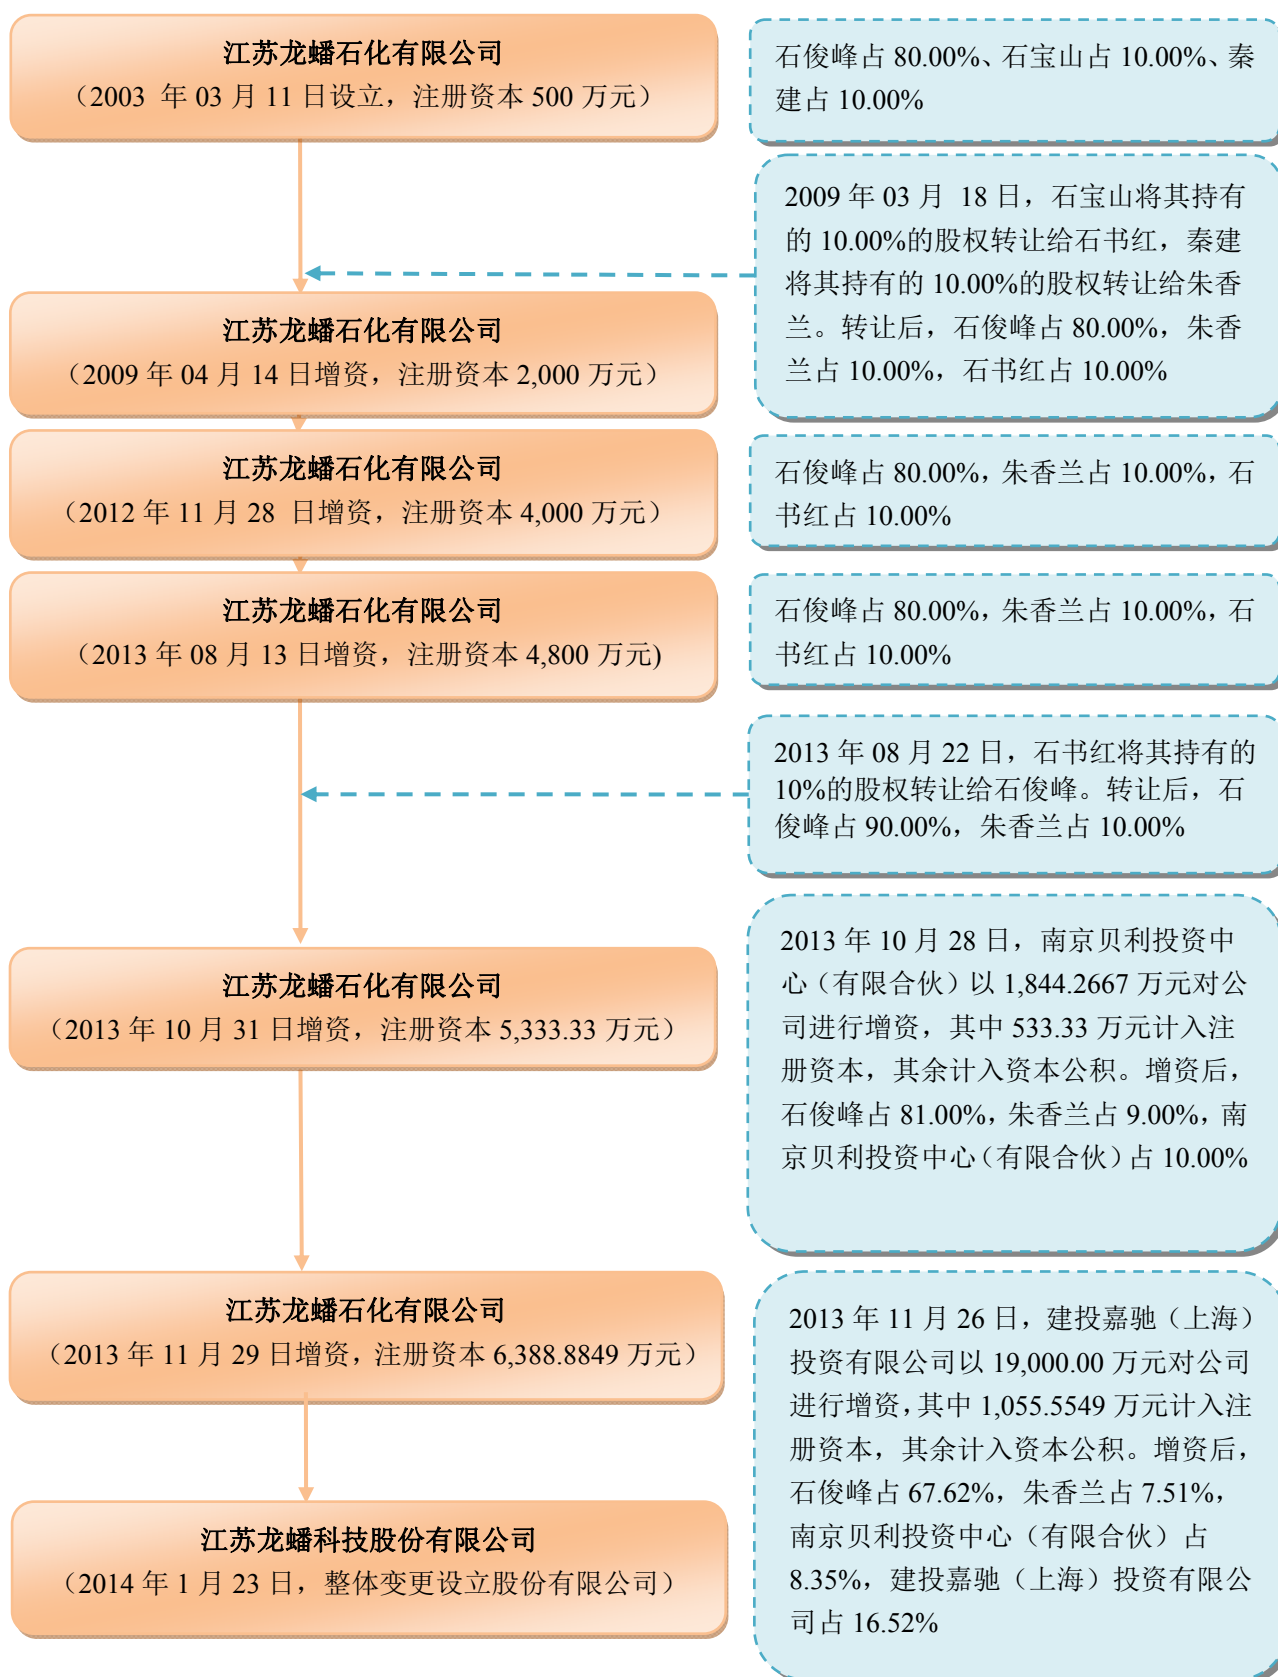 江苏龙蟠石化有限公司
（2003 年 03 月 11 日设立，注册资本 500 万元）
石俊峰占 80.00%、石宝山占 10.00%、秦
建占 10.00%
2009 年 03 月 18 日，石宝山将其持有
的 10.00%的股权转让给石书红，秦建
将其持有的 10.00%的股权转让给朱香
兰。转让后，石俊峰占 80.00%，朱香
兰占 10.00%，石书红占 10.00%
江苏龙蟠石化有限公司
（2009 年 04 月 14 日增资，注册资本 2,000 万元）
江苏龙蟠石化有限公司
（2012 年 11 月 28 日增资，注册资本 4,000 万元）
石俊峰占 80.00%，朱香兰占 10.00%，石
书红占 10.00%
江苏龙蟠石化有限公司
（2013 年 08 月 13 日增资，注册资本 4,800 万元)
石俊峰占 80.00%，朱香兰占 10.00%，石
书红占 10.00%
2013 年 08 月 22 日，石书红将其持有的
10%的股权转让给石俊峰。转让后，石
俊峰占 90.00%，朱香兰占 10.00%
江苏龙蟠石化有限公司
（2013 年 10 月 31 日增资，注册资本 5,333.33 万元）
2013 年 10 月 28 日，南京贝利投资中
心（有限合伙）以 1,844.2667 万元对公
司进行增资，其中 533.33 万元计入注
册资本，其余计入资本公积。增资后，
石俊峰占 81.00%，朱香兰占 9.00%，南
京贝利投资中心（有限合伙）占 10.00%
江苏龙蟠石化有限公司
（2013 年 11 月 29 日增资，注册资本 6,388.8849 万元）
2013 年 11 月 26 日，建投嘉驰（上海）
投资有限公司以 19,000.00 万元对公司
进行增资，其中 1,055.5549 万元计入注
册资本，其余计入资本公积。增资后，
石俊峰占 67.62%，朱香兰占 7.51%，
南京贝利投资中心（有限合伙）占
8.35%，建投嘉驰（上海）投资有限公
司占 16.52%
江苏龙蟠科技股份有限公司
（2014 年 1 月 23 日，整体变更设立股份有限公司）